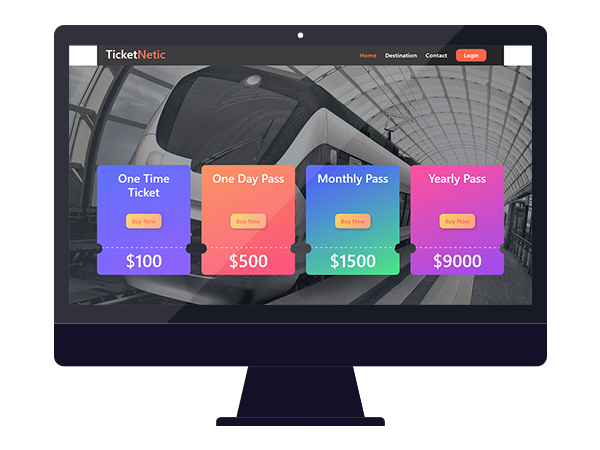 TicketNetic
Home Destination Contact Login
One Time
Ticket
Buy Now
$100
One Day Pass
Buy Now
$500
Monthly Pass
Buy Now
$1500
Yearly Pass
Buy Now
$9000